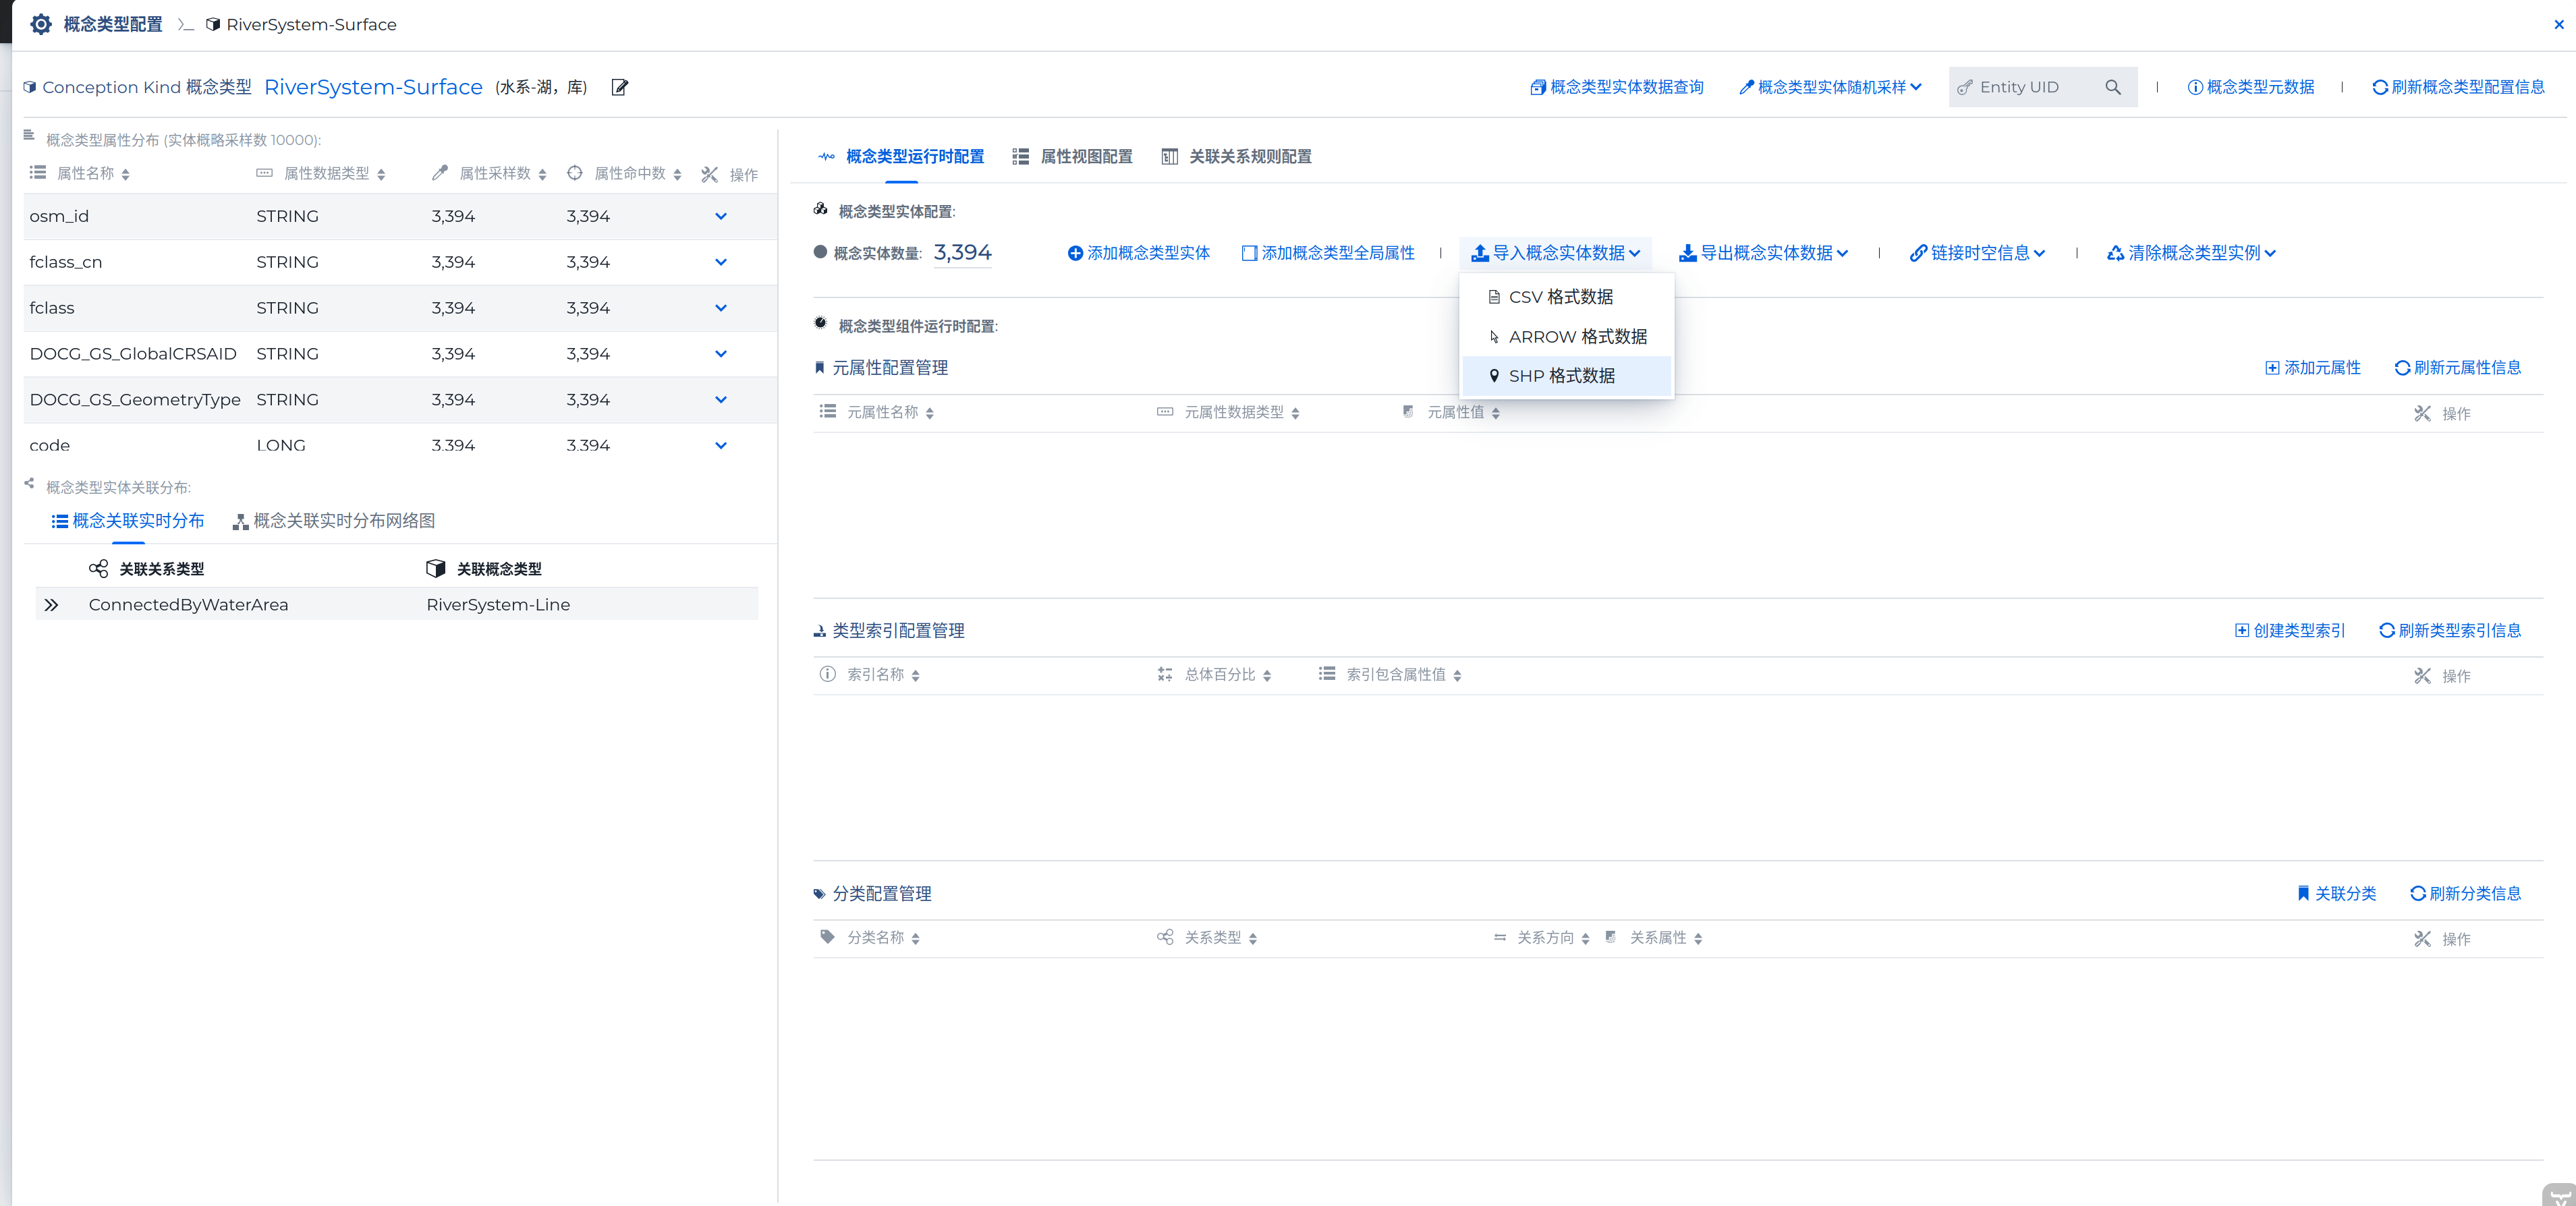 概念类型配置 RiverSystem-Surface
Conception Kind 概念类型 RiverSystem-Surface (水系-湖，库)
概念类型实体数据查询 概念类型实体随机采样 Entity UID 概念类型元数据 刷新概念类型配置信息
概念类型属性分布 (实体概略采样数 10000):
属性名称 属性数据类型 属性采样数 属性命中数 操作
osm_id STRING 3,394 3,394
fclass_cn STRING 3,394 3,394
fclass STRING 3,394 3,394
DOCG_GS_GlobalCRSAID STRING 3,394 3,394
DOCG_GS_GeometryType STRING 3,394 3,394
code LONG 3,394 3,394
概念类型实体关联分布:
概念关联实时分布 概念关联实时分布网络图
关联关系类型 关联概念类型
ConnectedByWaterArea RiverSystem-Line
概念类型运行时配置 属性视图配置 关联关系规则配置
概念类型实体配置:
概念实体数量: 3,394 添加概念类型实体 添加概念类型全局属性 导入概念实体数据 导出概念实体数据 链接时空信息 清除概念类型实例
CSV 格式数据
ARROW 格式数据
SHP 格式数据
概念类型组件运行时配置:
元属性配置管理 添加元属性 刷新元属性信息
元属性名称 元属性数据类型 元属性值 操作
类型索引配置管理 创建类型索引 刷新类型索引信息
索引名称 总体百分比 索引包含属性值 操作
分类配置管理 关联分类 刷新分类信息
分类名称 关系类型 关系方向 关系属性 操作